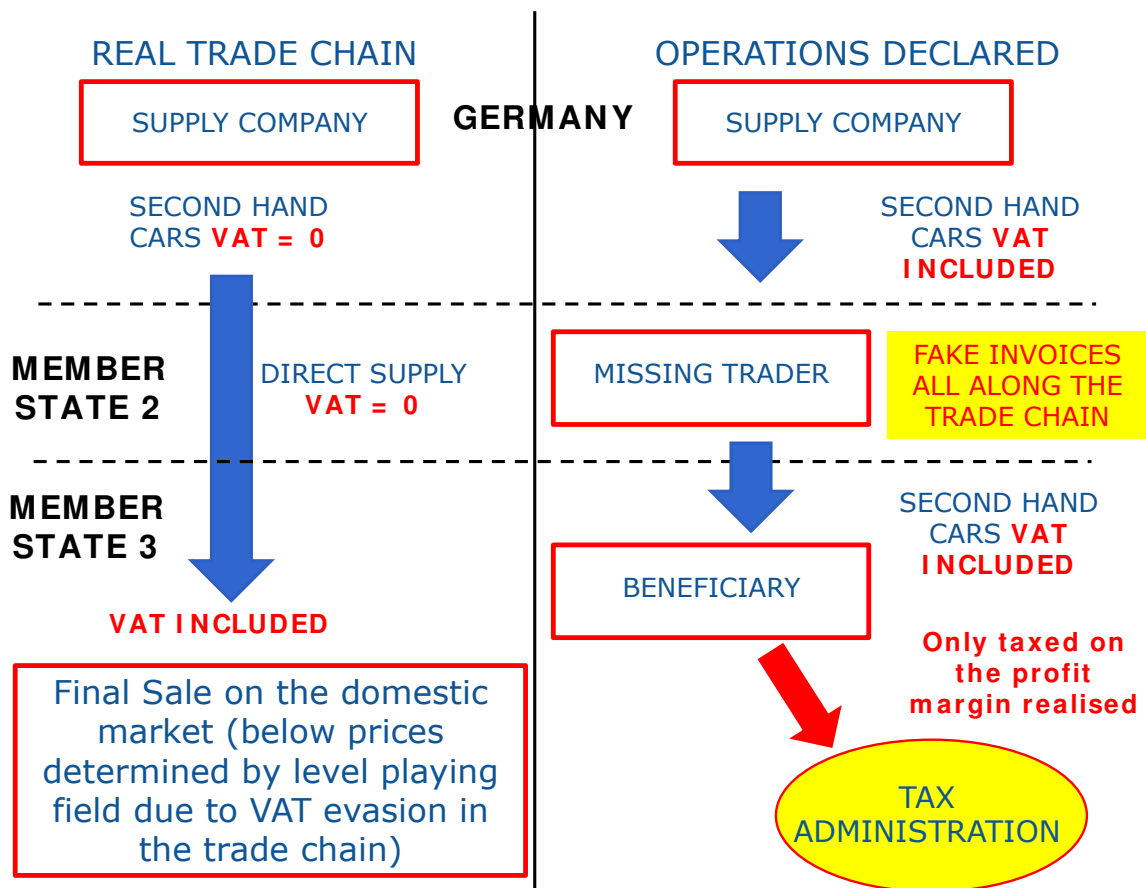 REAL TRADE CHAIN
SUPPLY COMPANY
SECOND HAND
CARS VAT = 0
DIRECT SUPPLY
VAT = 0
VAT INCLUDED
Final Sale on the domestic
market (below prices
determined by level playing
field due to VAT evasion in
the trade chain)
GERMANY
MEMBER
STATE 2
MEMBER
STATE 3
OPERATIONS DECLARED
SUPPLY COMPANY
SECOND HAND
CARS VAT
INCLUDED
MISSING TRADER
FAKE INVOICES
ALL ALONG THE
TRADE CHAIN
SECOND HAND
CARS VAT
INCLUDED
BENEFICIARY
Only taxed on
the profit
margin realised
TAX
ADMINISTRATION